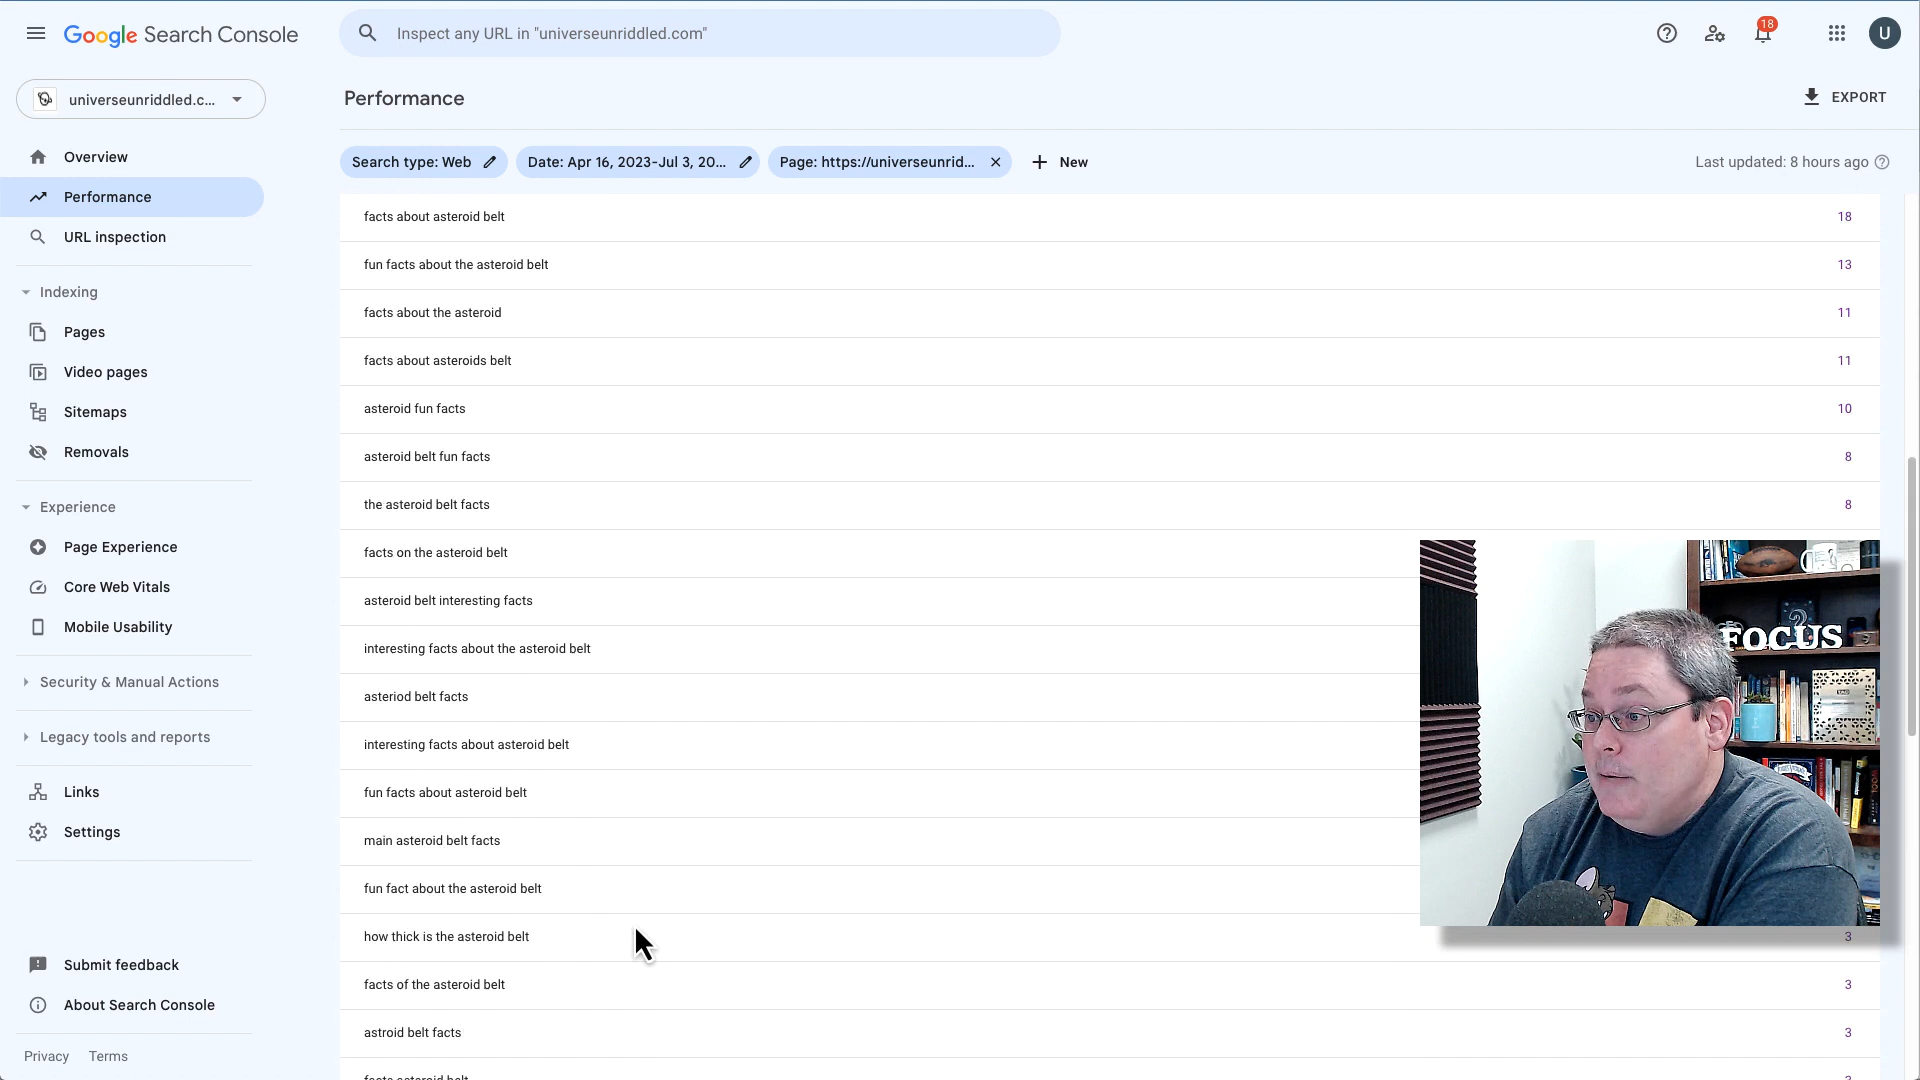 Google Search Console
Inspect any URL in "universeunriddled.com"
18
U
universeunriddled.c...
Performance
EXPORT
Overview
Performance
URL inspection
Indexing
Pages
Video pages
Sitemaps
Removals
Experience
Page Experience
Core Web Vitals
Mobile Usability
Security & Manual Actions
Legacy tools and reports
Links
Settings
Submit feedback
About Search Console
Privacy Terms
Search type: Web
Date: Apr 16, 2023-Jul 3, 20...
Page: https://universeunrid...
New
Last updated: 8 hours ago
facts about asteroid belt 18
fun facts about the asteroid belt 13
facts about the asteroid 11
facts about asteroids belt 11
asteroid fun facts 10
asteroid belt fun facts 8
the asteroid belt facts 8
facts on the asteroid belt
asteroid belt interesting facts
interesting facts about the asteroid belt
asteriod belt facts
interesting facts about asteroid belt
fun facts about asteroid belt
main asteroid belt facts
fun fact about the asteroid belt
how thick is the asteroid belt 3
facts of the asteroid belt 3
astroid belt facts 3
facts asteroid belt
FOCUS